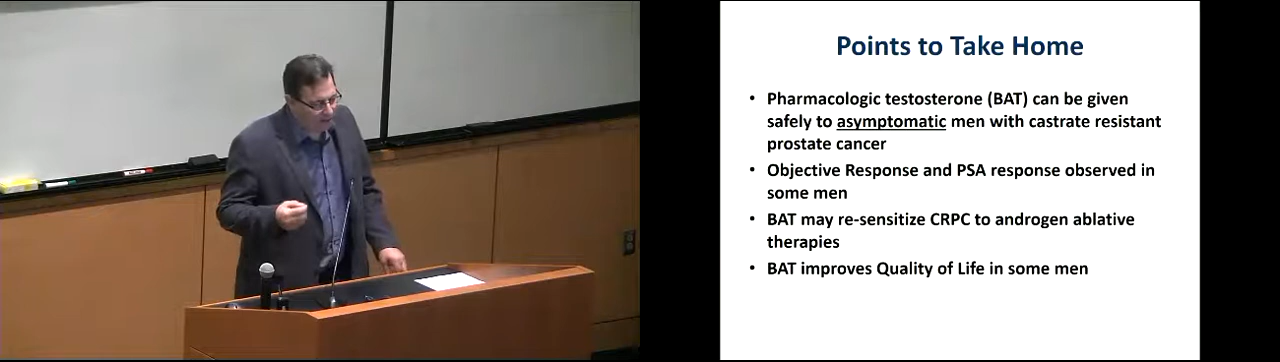 Points to Take Home
• Pharmacologic testosterone (BAT) can be given
safely to asymptomatic men with castrate resistant
prostate cancer
• Objective Response and PSA response observed in
some men
• BAT may re-sensitize CRPC to androgen ablative
therapies
• BAT improves Quality of Life in some men